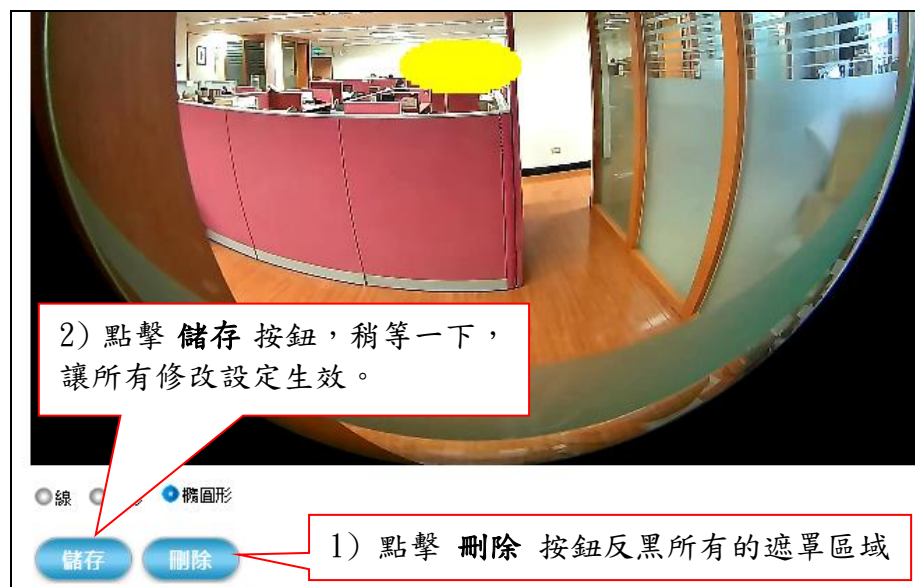 2) 點擊 儲存 按鈕,稍等一下,
讓所有修改設定生效。
線 橢圓形
儲存 刪除
1) 點擊 刪除 按鈕反黑所有的遮罩區域